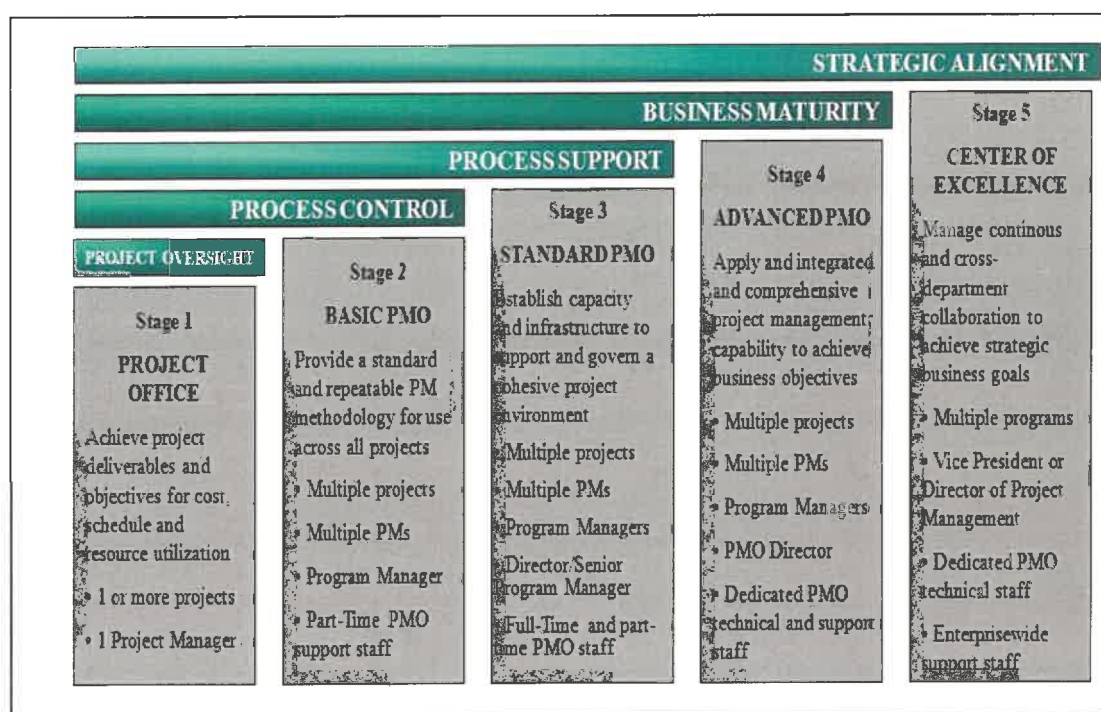 STRATEGIC ALIGNMENT
BUSINESS MATURITY
PROCESS SUPPORT
PROCESS CONTROL
PROJECT OVERSIGHT
Stage 1
PROJECT
OFFICE
Achieve project
deliverables and
objectives for cost,
schedule and
resource utilization
• 1 or more projects
• 1 Project Manager
Stage 2
BASIC PMO
Provide a standard
and repeatable PM
methodology for use
across all projects
• Multiple projects
• Multiple PMs
• Program Manager
• Part-Time PMO
support staff
Stage 3
STANDARD PMO
Establish capacity
and infrastructure to
support and govern a
cohesive project
environment
• Multiple projects
• Multiple PMs
• Program Managers
• Director/Senior
Program Manager
• Full-Time and part-
time PMO staff
Stage 4
ADVANCED PMO
Apply and integrated
and comprehensive
project management
capability to achieve
business objectives
• Multiple projects
• Multiple PMs
• Program Managers
• PMO Director
• Dedicated PMO
technical and support
staff
Stage 5
CENTER OF
EXCELLENCE
Manage continous
and cross-
department
collaboration to
achieve strategic
business goals
• Multiple programs
• Vice President or
Director of Project
Management
• Dedicated PMO
technical staff
• Enterprisewide
support staff